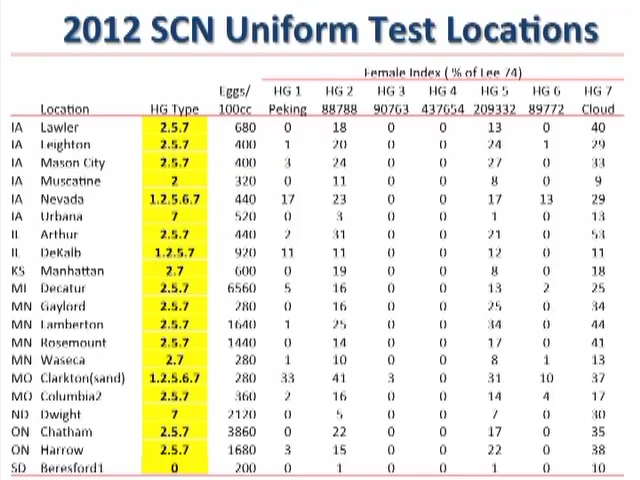 2012 SCN Uniform Test Locations
Female Index ( % of Lee 74)
Eggs/ HG 1 HG 2 HG 3 HG 4 HG 5 HG 6 HG 7
Location HG Type 100cc Peking 88788 90763 437654 209332 89772 Cloud
IA Lawler 2.5.7 680 0 18 0 0 13 0 40
IA Leighton 2.5.7 400 1 20 0 0 24 1 29
IA Mason City 2.5.7 400 3 24 0 0 27 0 33
IA Muscatine 2 320 0 11 0 0 8 0 9
IA Nevada 1.2.5.6.7 440 17 23 0 0 17 13 29
IA Urbana 7 520 0 3 0 0 1 0 13
IL Arthur 2.5.7 440 2 31 0 0 21 0 53
IL DeKalb 1.2.5.7 920 11 11 0 0 12 0 11
KS Manhattan 2.7 600 0 19 0 0 8 0 18
MI Decatur 2.5.7 6560 5 16 0 0 13 2 25
MN Gaylord 2.5.7 280 0 16 0 0 25 0 34
MN Lamberton 2.5.7 1640 1 25 0 0 34 0 44
MN Rosemount 2.5.7 1440 0 14 0 0 17 0 41
MN Waseca 2.7 280 1 10 0 0 8 1 13
MO Clarkton(sand) 1.2.5.6.7 280 33 41 3 0 31 10 37
MO Columbia2 2.5.7 360 2 16 0 0 14 4 17
ND Dwight 7 2120 0 5 0 0 7 0 30
ON Chatham 2.5.7 3860 0 22 0 0 17 0 35
ON Harrow 2.5.7 1680 3 15 0 0 22 0 38
SD Beresford1 0 200 0 1 0 0 1 0 10